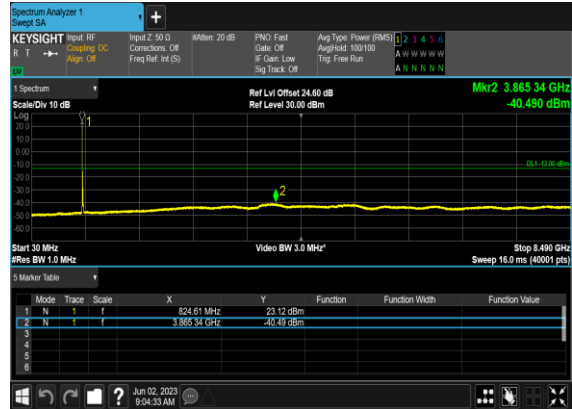 Spectrum Analyzer 1
Swept SA
+
KEYSIGHT Input: RF Input Z: 50 Ω #Atten: 20 dB PNO: Fast Avg Type: Power (RMS) 1 2 3 4 5 6
R T Coupling: DC Corrections: Off Gate: Off Avg|Hold: 100/100 A W W W W W
Align: Off Freq Ref: Int (S) IF Gain: Low Trig: Free Run
Sig Track: Off A N N N N N
1 Spectrum Ref Lvl Offset 24.60 dB Mkr2 3.865 34 GHz
Scale/Div 10 dB Ref Level 30.00 dBm -40.490 dBm
Log
1
20.0
10.0
0.00
-10.0 DL1 -13.00 dBm
-20.0
-30.0
2
-40.0
-50.0
-60.0
Start 30 MHz Video BW 3.0 MHz* Stop 8.490 GHz
#Res BW 1.0 MHz Sweep 16.0 ms (40001 pts)
5 Marker Table
Mode Trace Scale X Y Function Function Width Function Value
1 N 1 f 824.61 MHz 23.12 dBm
2 N 1 f 3.865 34 GHz -40.49 dBm
3
4
5
6
? Jun 02, 2023
9:04:33 AM